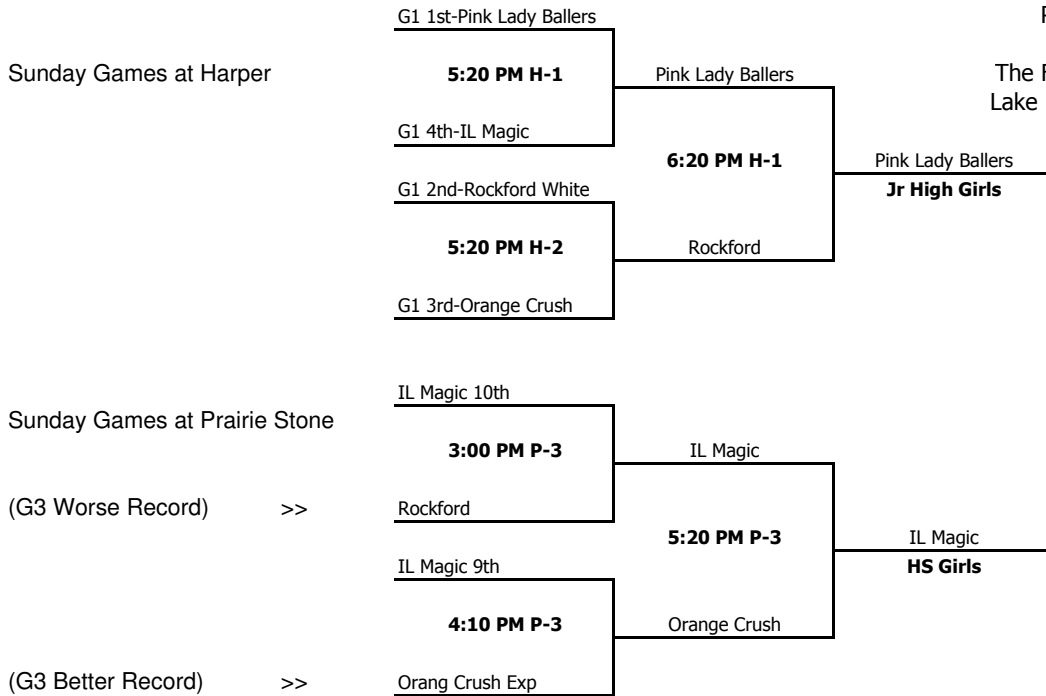 G1 1st-Pink Lady Ballers
Sunday Games at Harper
5:20 PM H-1
Pink Lady Ballers
The
Lake
G1 4th-IL Magic
6:20 PM H-1
Pink Lady Ballers
G1 2nd-Rockford White
Jr High Girls
5:20 PM H-2
Rockford
G1 3rd-Orange Crush
IL Magic 10th
Sunday Games at Prairie Stone
3:00 PM P-3
IL Magic
(G3 Worse Record) >>
Rockford
5:20 PM P-3
IL Magic
IL Magic 9th
HS Girls
4:10 PM P-3
Orange Crush
(G3 Better Record) >>
Orang Crush Exp